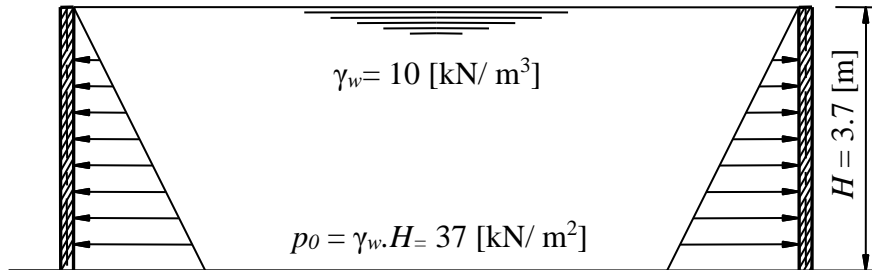 γw= 10 [kN/ m³]
H = 3.7 [m]
p0 = γw.H= 37 [kN/ m²]